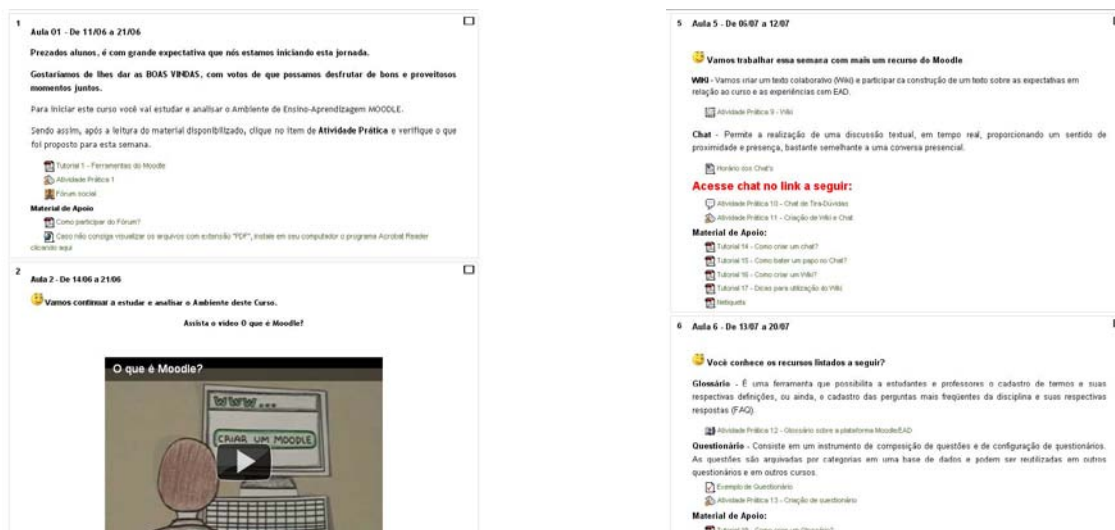 1
Aula 01 - De 11/06 a 21/06
Prezados alunos, é com grande expectativa que nós estamos iniciando esta jornada.
Gostaríamos de lhes dar as BOAS VINDAS, com votos de que possamos desfrutar de bons e proveitosos
momentos juntos.
Para iniciar este curso você vai estudar e analisar o Ambiente de Ensino-Aprendizagem MOODLE.
Sendo assim, após a leitura do material disponibilizado, clique no item de Atividade Prática e verifique o que
foi proposto para esta semana.
Tutorial 1 - Ferramentas do Moodle
Atividade Prática 1
Fórum social
Material de Apoio
Como participar do Fórum?
Caso não consiga visualizar os arquivos com extensão "PDF", instale em seu computador o programa Acrobat Reader
clicando aqui
2
Aula 2 - De 14/06 a 21/06
Vamos continuar a estudar e analisar o Ambiente deste Curso.
Assista o vídeo O que é Moodle?
O que é Moodle?
WWW...
CRIAR UM MOODLE
5 Aula 5 - De 06/07 a 12/07
Vamos trabalhar essa semana com mais um recurso do Moodle
WIKI - Vamos criar um texto colaborativo (Wiki) e participar da construção de um texto sobre as expectativas em
relação ao curso e as experiências com EAD.
Atividade Prática 9 - Wiki
Chat - Permite a realização de uma discussão textual, em tempo real, proporcionando um sentido de
proximidade e presença, bastante semelhante a uma conversa presencial.
Horário dos Chat's
Acesse chat no link a seguir:
Atividade Prática 10 - Chat de Tira-Dúvidas
Atividade Prática 11 - Criação de Wiki e Chat
Material de Apoio:
Tutorial 14 - Como criar um chat?
Tutorial 15 - Como bater um papo no Chat?
Tutorial 16 - Como criar um Wiki?
Tutorial 17 - Dicas para utilização do Wiki
Netiqueta
6 Aula 6 - De 13/07 a 20/07
Você conhece os recursos listados a seguir?
Glossário - É uma ferramenta que possibilita a estudantes e professores o cadastro de termos e suas
respectivas definições, ou ainda, o cadastro das perguntas mais freqüentes da disciplina e suas respectivas
respostas (FAQ).
Atividade Prática 12 - Glossário sobre a plataforma Moodle/EAD
Questionário - Consiste em um instrumento de composição de questões e de configuração de questionários.
As questões são arquivadas por categorias em uma base de dados e podem ser reutilizadas em outros
questionários e em outros cursos.
Exemplo de Questionário
Atividade Prática 13 - Criação de questionário
Material de Apoio: